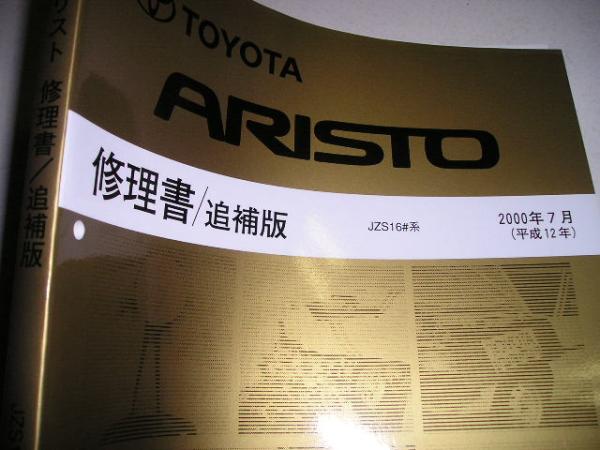 TOYOTA
ARISTO
修理書/追補版
JZS16#系
2000年7月
(平成12年)
リスト 修理書/追補版
JZS